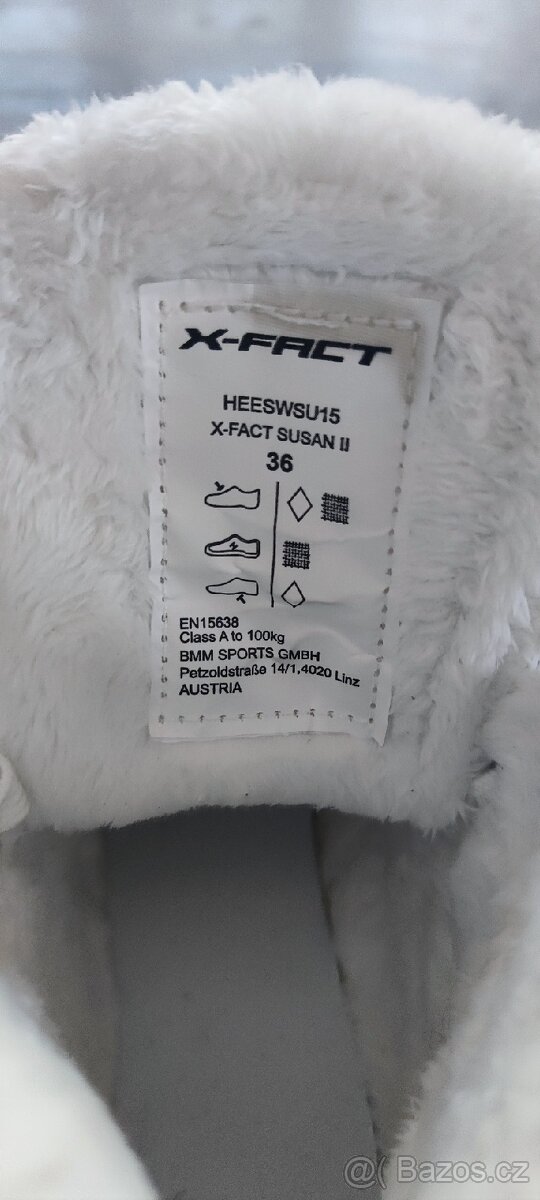 X-FACT
HEESWSU15
X-FACT SUSAN II
36
EN15638
Class A to 100kg
BMM SPORTS GMBH
Petzoldstraße 14/1,4020 Linz
AUSTRIA
@( Bazos.cz